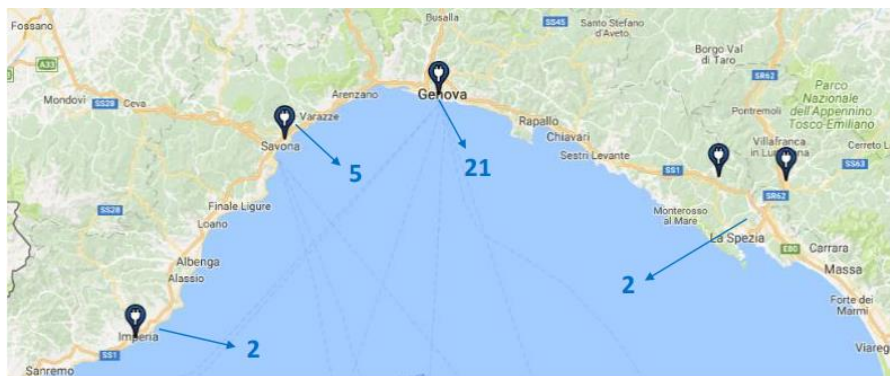 Fossano
Busalla
Santo Stefano
d'Aveto
SS45
Borgo Val
di Taro
A33
SR62
Parco
Nazionale
dell'Appennino
Tosco-Emiliano
Mondovì
SS28
Ceva
Arenzano
Genova
Varazze
Pontremoli
Rapallo
Chiavari
Savona
Villafranca
in Lunigiana
Cerreto L
Sestri Levante
SS1
SS63
5
21
SR62
SS28
Finale Ligure
Monterosso
al Mare
Loano
La Spezia
E80
Carrara
Albenga
Massa
Alassio
2
Forte dei
Marmi
Imperia
2
SS1
Viareg
Sanremo